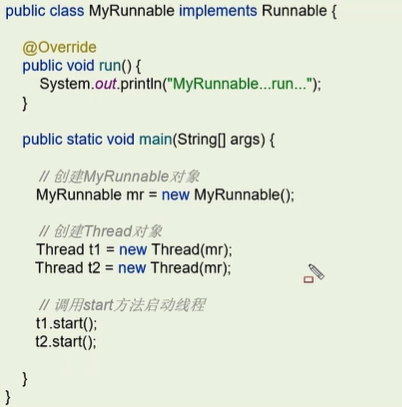 public class MyRunnable implements Runnable {
@Override
public void run() {
System.out.println("MyRunnable...run...");
}
public static void main(String[] args) {
// 创建MyRunnable对象
MyRunnable mr = new MyRunnable();
// 创建Thread对象
Thread t1 = new Thread(mr);
Thread t2 = new Thread(mr);
// 调用start方法启动线程
t1.start();
t2.start();
}
}